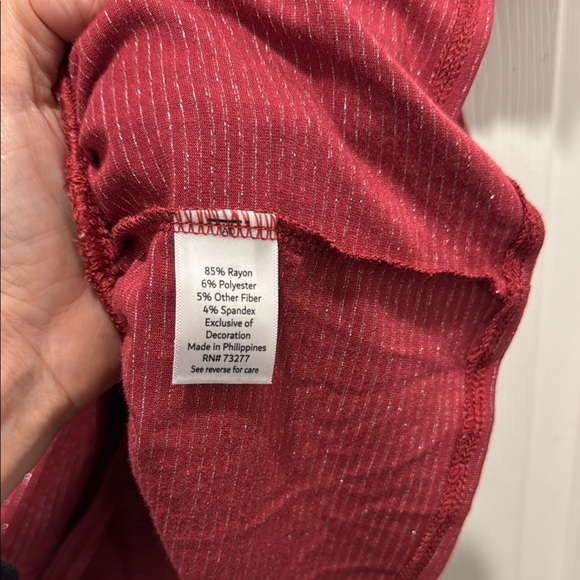 85% Rayon
6% Polyester
5% Other Fiber
4% Spandex
Exclusive of
Decoration
Made in Philippines
RN# 73277
See reverse for care